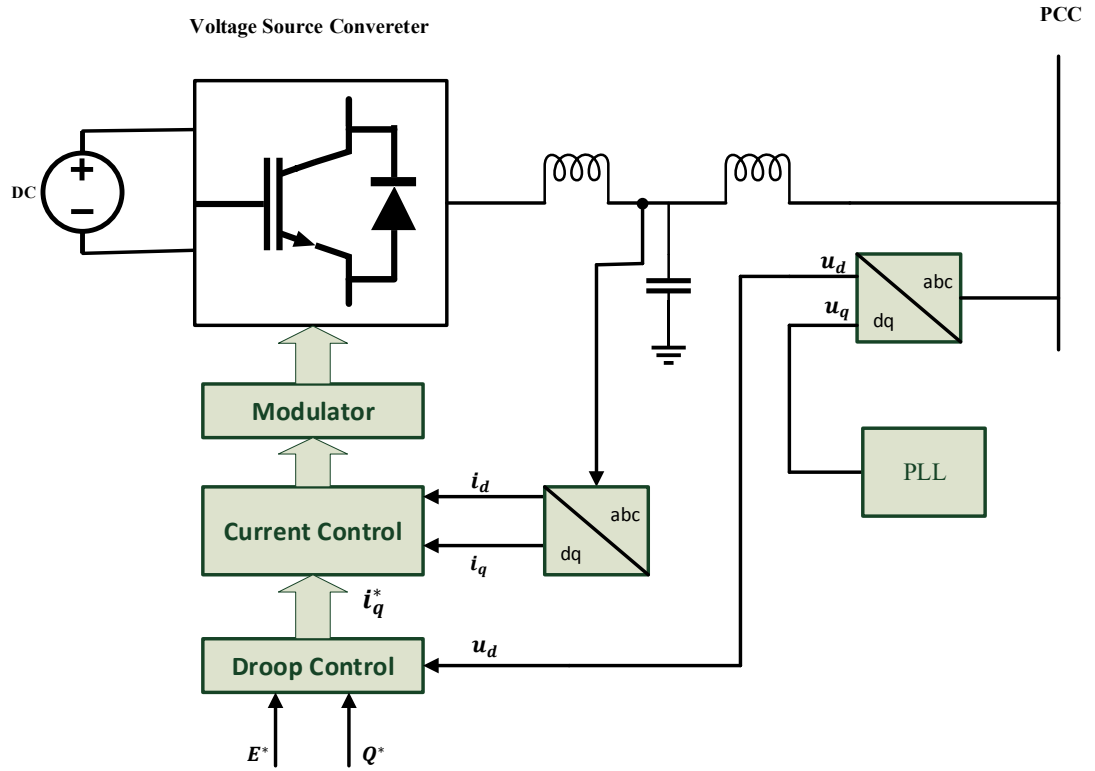 PCC
Voltage Source Convereter
DC
u_d
abc
u_q
dq
Modulator
PLL
i_d
abc
Current Control
dq
i_q
i_q^*
u_d
Droop Control
E*
Q*